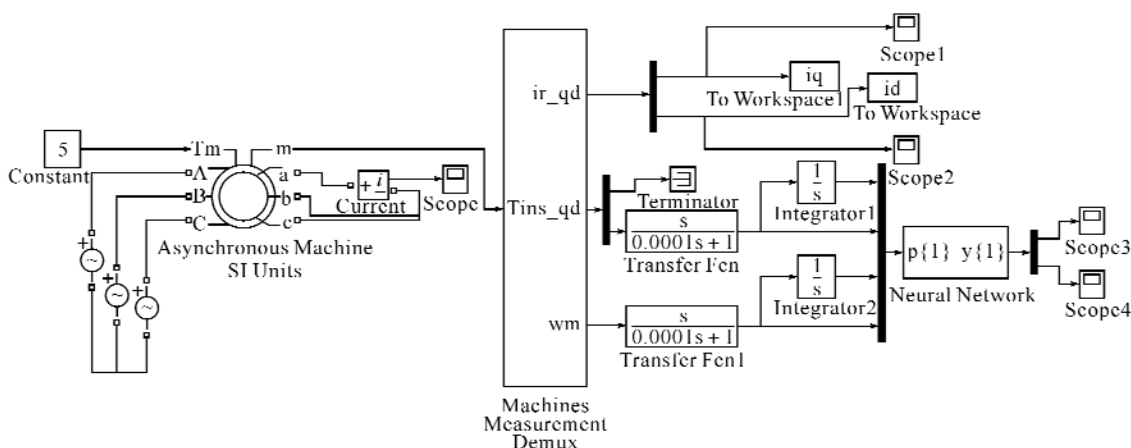 Scope1
iq
To Workspace1
id
To Workspace
ir_qd
5
Constant
Tm
m
A
a
B
b
C
c
+ i
Current
Scope
Scope2
Asynchronous Machine
SI Units
+
~
+
~
+
~
Tins_qd
Terminator
s
0.0001s + 1
Transfer Fcn
1
s
Integrator1
p{1} y{1}
Neural Network
Scope3
Scope4
1
s
Integrator2
wm
s
0.0001s + 1
Transfer Fcn1
Machines
Measurement
Demux